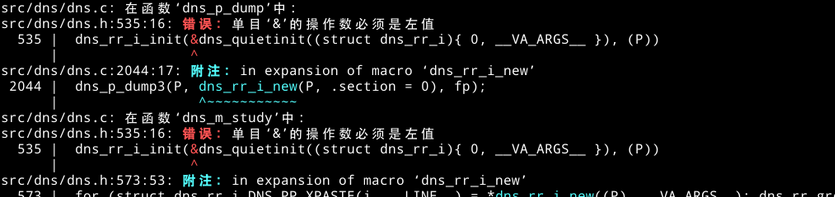 src/dns/dns.c: 在函数‘dns_p_dump’中:
src/dns/dns.h:535:16: 错误: 单目‘&’的操作数必须是左值
  535 |  dns_rr_i_init(&dns_quietinit((struct dns_rr_i){ 0, __VA_ARGS__ }), (P))
      |                ^
src/dns/dns.c:2044:17: 附注: in expansion of macro ‘dns_rr_i_new’
 2044 |  dns_p_dump3(P, dns_rr_i_new(P, .section = 0), fp);
      |                 ^~~~~~~~~~~~
src/dns/dns.c: 在函数‘dns_m_study’中:
src/dns/dns.h:535:16: 错误: 单目‘&’的操作数必须是左值
  535 |  dns_rr_i_init(&dns_quietinit((struct dns_rr_i){ 0, __VA_ARGS__ }), (P))
      |                ^
src/dns/dns.h:573:53: 附注: in expansion of macro ‘dns_rr_i_new’
  573 |  for (struct dns_rr_i DNS_PP_XPASTE(i, __LINE__) = *dns_rr_i_new((P), __VA_ARGS__);